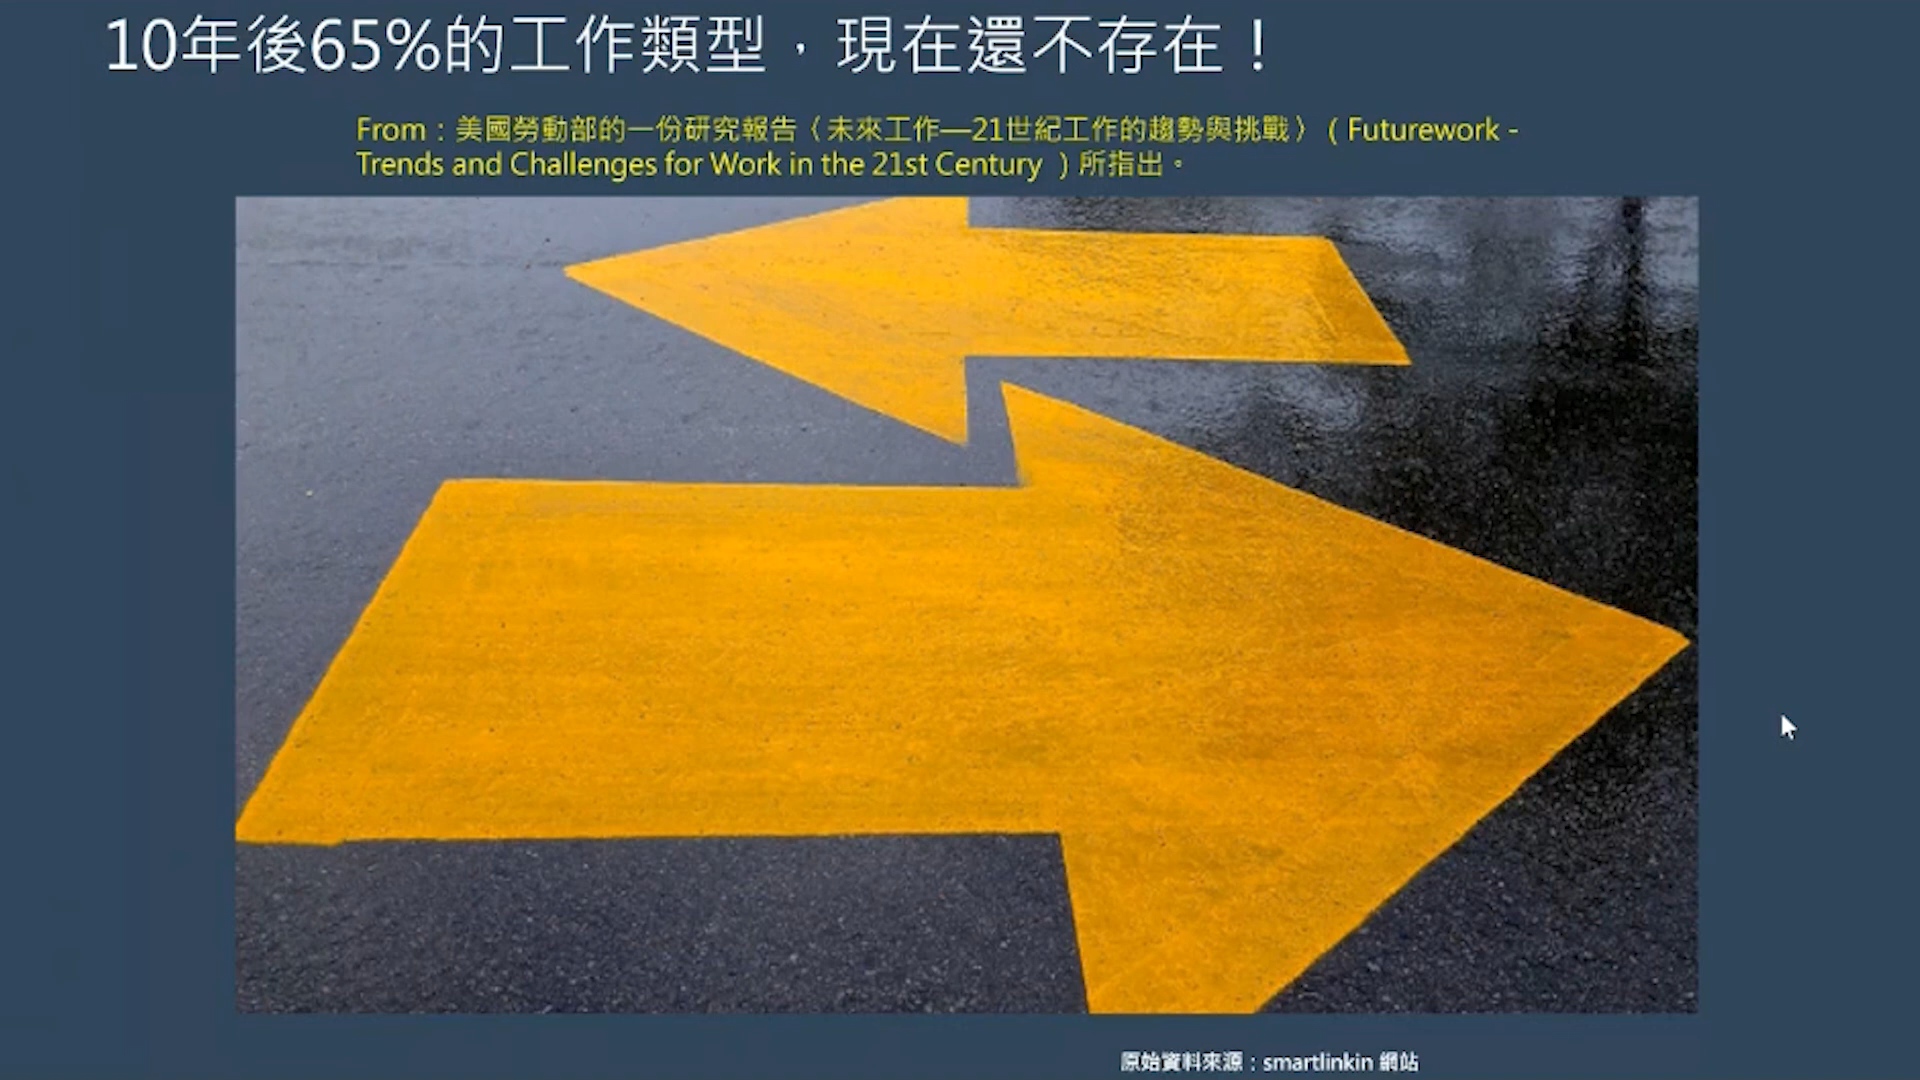 10年後65%的工作類型，現在還不存在！
From：美國勞動部的一份研究報告〈未來工作—21世紀工作的趨勢與挑戰〉（Futurework -
Trends and Challenges for Work in the 21st Century ）所指出。
原始資料來源：smartlinkin 網站